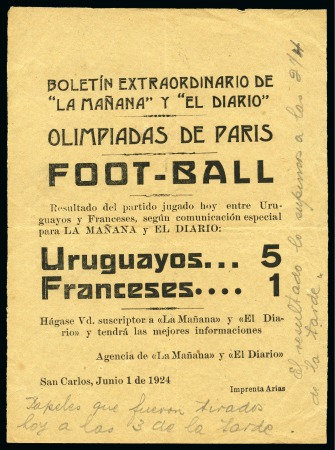 BOLETÍN EXTRAORDINARIO DE
"LA MAÑANA" Y "EL DIARIO"
OLIMPIADAS DE PARIS
FOOT-BALL
Resultado del partido jugado hoy entre Uru-
guayos y Franceses, según comunicación especial
para LA MAÑANA y EL DIARIO:
Uruguayos... 5
Franceses.... 1
Hágase Vd. suscriptor a «La Mañana» y «El Dia-
rio» y tendrá las mejores informaciones
Agencia de «La Mañana» y «El Diario»
San Carlos, Junio 1 de 1924
Imprenta Arias
Papeles que fueron tirados
hoy a las 3 de la tarde.
El resultado lo supimos a las 2/4
de la tarde.